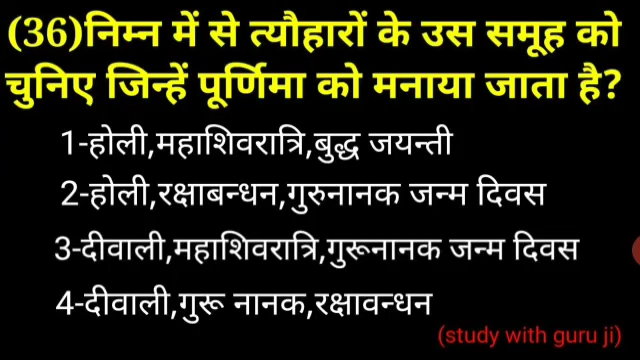 (36)निम्न में से त्यौहारों के उस समूह को
चुनिए जिन्हें पूर्णिमा को मनाया जाता है?
1-होली,महाशिवरात्रि,बुद्ध जयन्ती
2-होली,रक्षाबन्धन,गुरुनानक जन्म दिवस
3-दीवाली,महाशिवरात्रि,गुरूनानक जन्म दिवस
4-दीवाली,गुरू नानक,रक्षावन्धन
(study with guru ji)